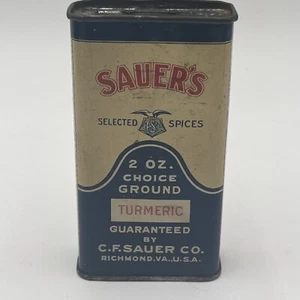 SAUER'S
SELECTED SPICES
2 OZ.
CHOICE
GROUND
TURMERIC
GUARANTEED
BY
C.F. SAUER CO.
RICHMOND, VA., U.S.A.